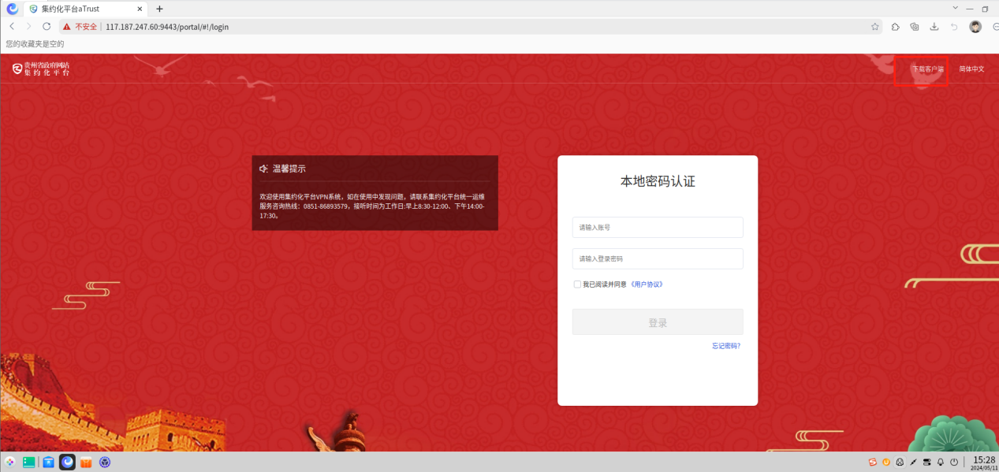 集约化平台aTrust
不安全
117.187.247.60:9443/portal/#!/login
您的收藏夹是空的
贵州省政府网站
集约化平台
下载客户端
简体中文
温馨提示
欢迎使用集约化平台VPN系统，如在使用中发现问题，请联系集约化平台统一运维
服务咨询热线：0851-86893579，接听时间为工作日:早上8:30-12:00、下午14:00-
17:30。
本地密码认证
请输入账号
请输入登录密码
我已阅读并同意 《用户协议》
登录
忘记密码?
15:28
2024/05/11